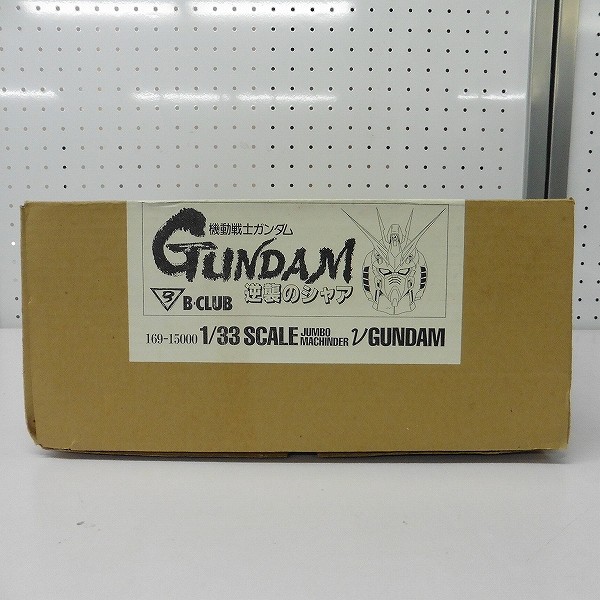 機動戦士ガンダム
GUNDAM
逆襲のシャア
B B-CLUB
169-15000 1/33 SCALE JUMBO MACHINDER ν GUNDAM